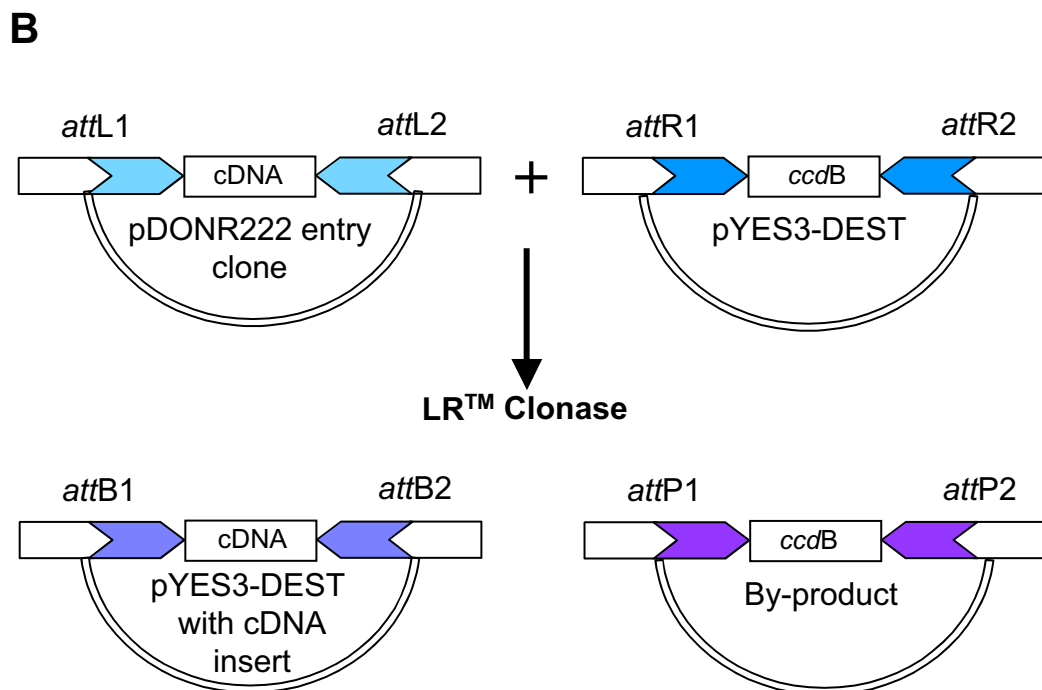 B
attL1 attL2 attR1 attR2
cDNA + ccdB
pDONR222 entry
clone
pYES3-DEST
LR™ Clonase
attB1 attB2 attP1 attP2
cDNA ccdB
pYES3-DEST
with cDNA
insert
By-product